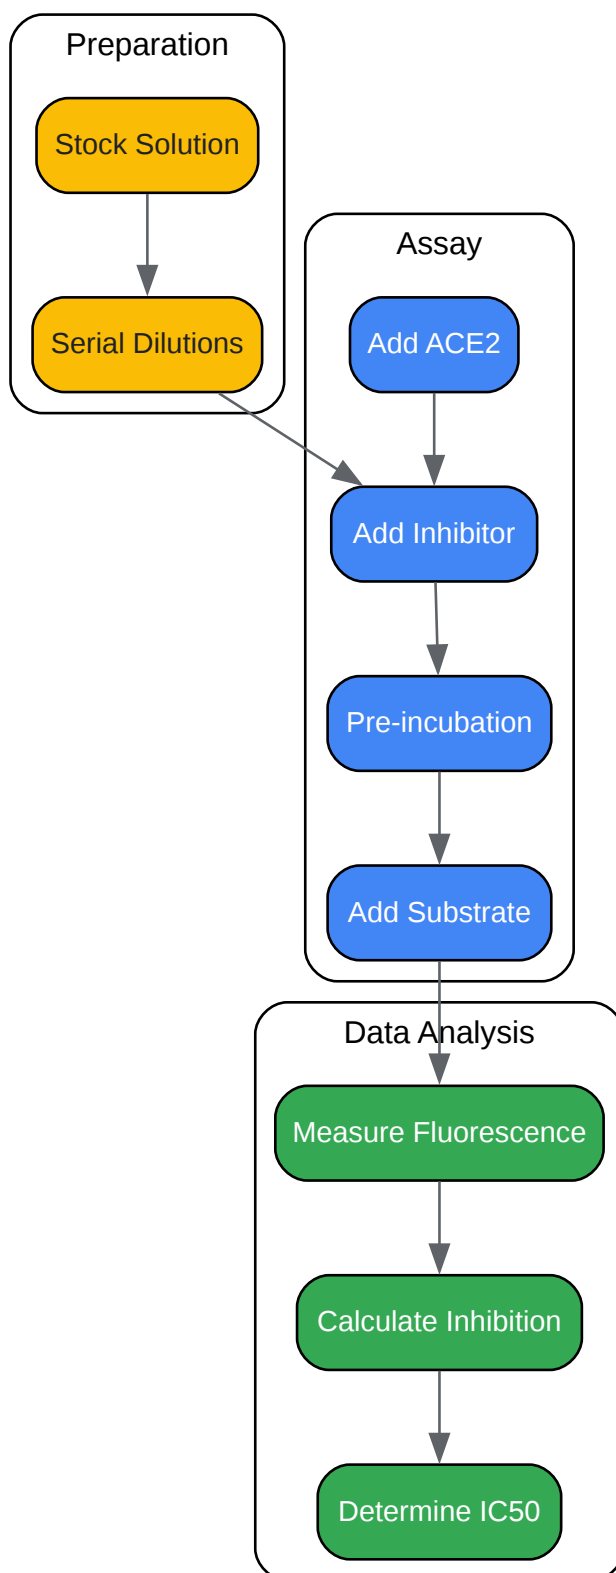 Preparation
Stock Solution
Serial Dilutions
Assay
Add ACE2
Add Inhibitor
Pre-incubation
Add Substrate
Data Analysis
Measure Fluorescence
Calculate Inhibition
Determine IC50